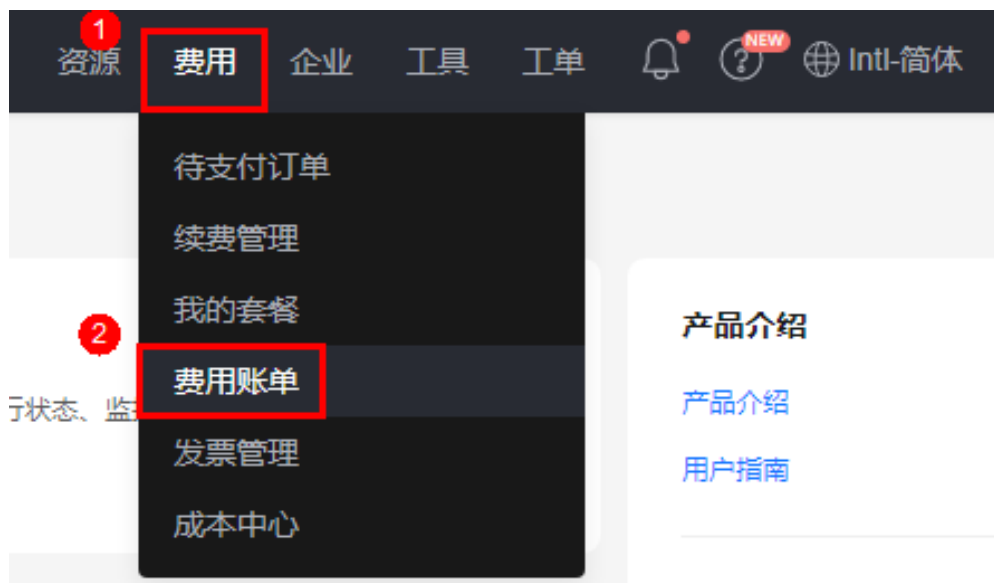 1
资源 费用 企业 工具 工单 NEW Intl-简体
待支付订单
续费管理
我的套餐
2
费用账单
发票管理
成本中心
行状态、监
产品介绍
产品介绍
用户指南